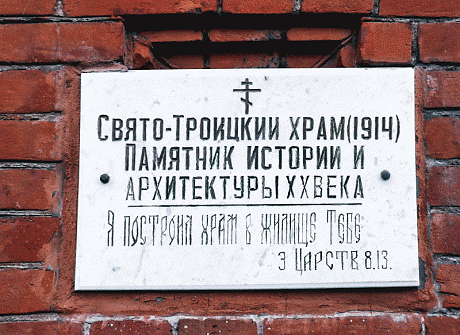 Свято-Троицкий храм(1914)
Памятник истории и
архитектуры XX века
Я построил храм в жилище Тебе
3 Царств 8.13.